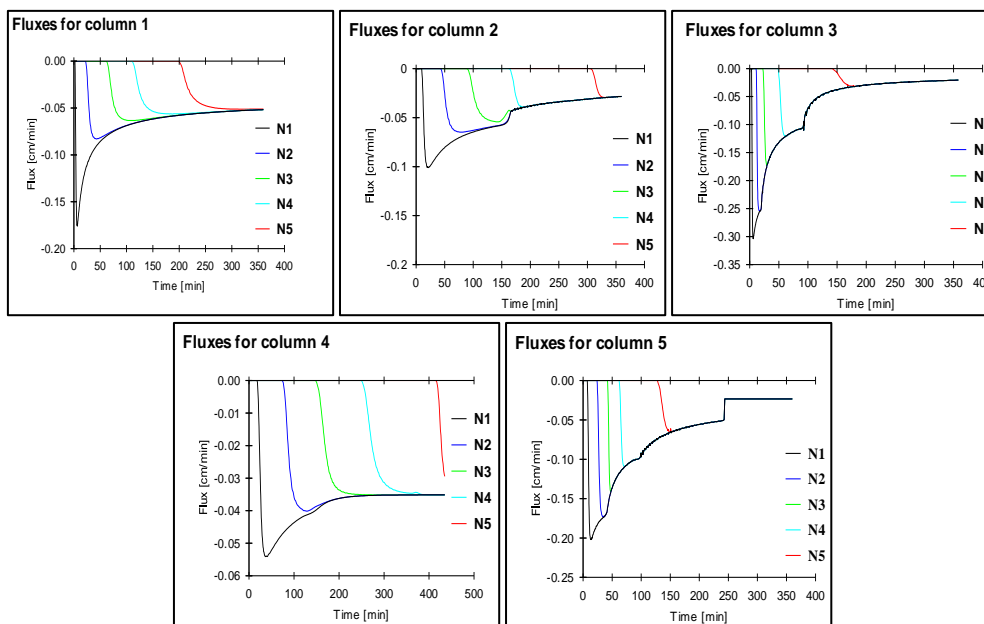 Fluxes for column 1
0.00
-0.05
-0.10
-0.15
-0.20
0 50 100 150 200 250 300 350 400
Flux [cm/min]
Time [min]
N1
N2
N3
N4
N5
Fluxes for column 2
0
-0.05
-0.1
-0.15
-0.2
0 50 100 150 200 250 300 350 400
Flux [cm/min]
Time [min]
N1
N2
N3
N4
N5
Fluxes for column 3
0.00
-0.05
-0.10
-0.15
-0.20
-0.25
-0.30
-0.35
0 50 100 150 200 250 300 350 40
Flux [cm/min]
Time [min]
N
N
N
N
N
Fluxes for column 4
0.00
-0.01
-0.02
-0.03
-0.04
-0.05
-0.06
0 100 200 300 400 500
Flux [cm/min]
Time [min]
N1
N2
N3
N4
N5
Fluxes for column 5
0.00
-0.05
-0.10
-0.15
-0.20
-0.25
0 50 100 150 200 250 300 350 400
Flux [cm/min]
Time [min]
N1
N2
N3
N4
N5